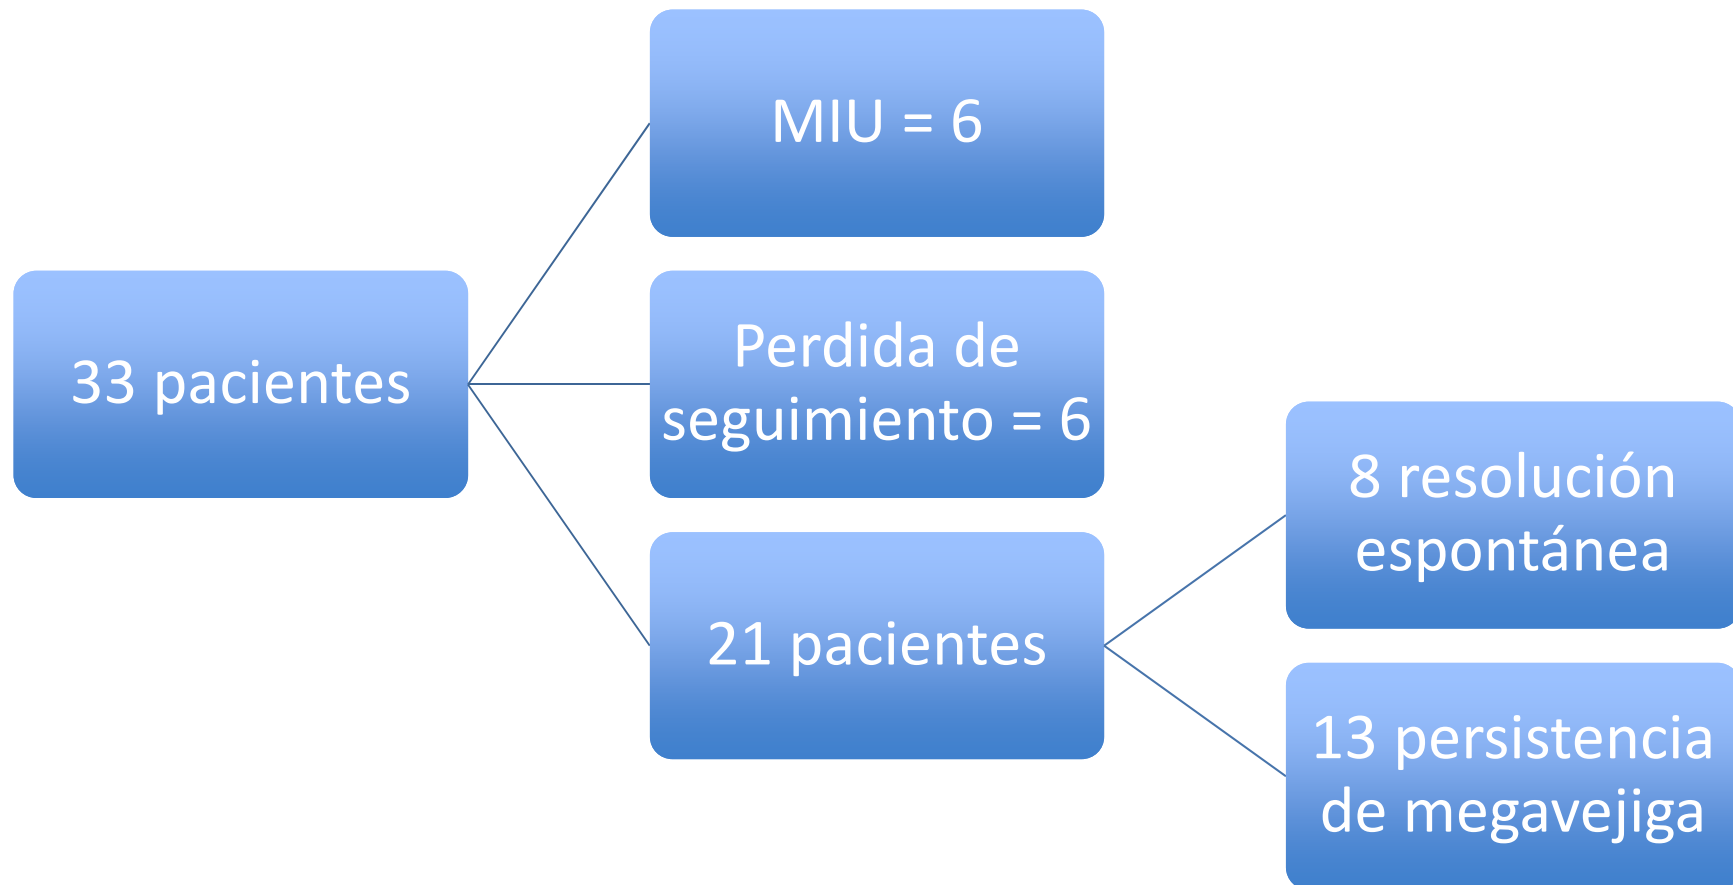 33 pacientes
MIU = 6
Perdida de
seguimiento = 6
21 pacientes
8 resolución
espontánea
13 persistencia
de megavejiga